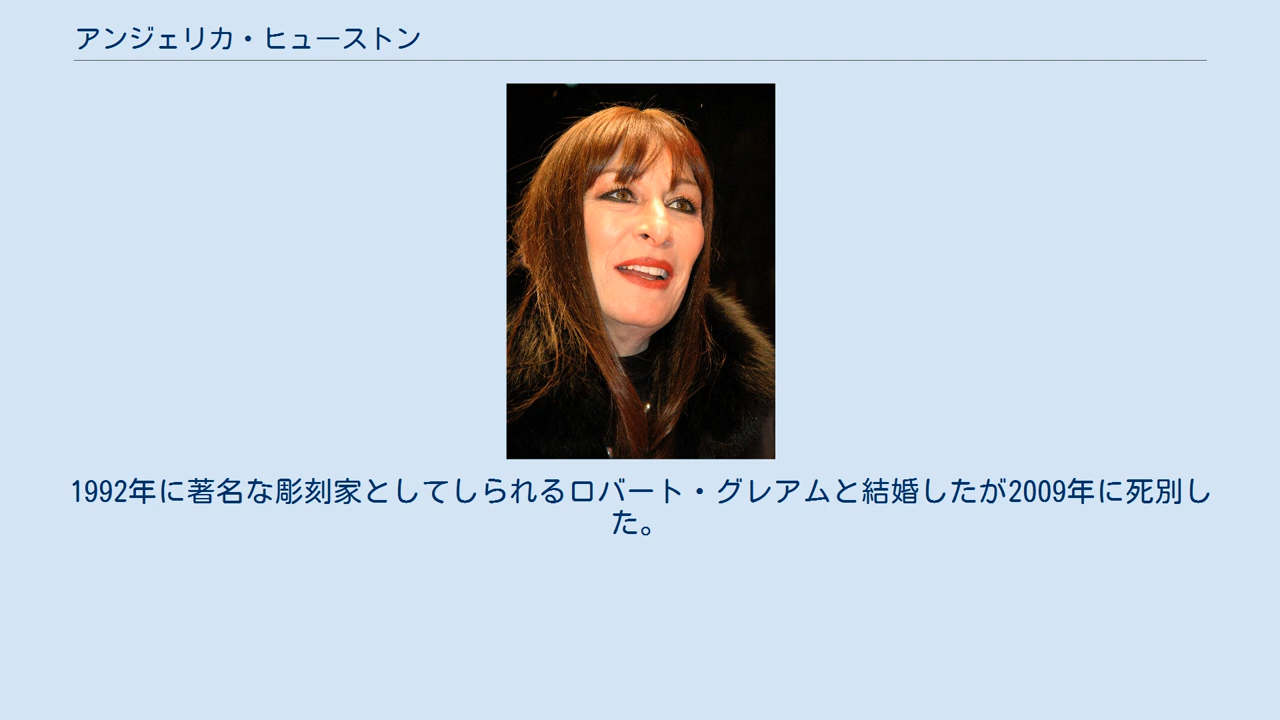 アンジェリカ・ヒューストン
1992年に著名な彫刻家としてしられるロバート・グレアムと結婚したが2009年に死別し
た。